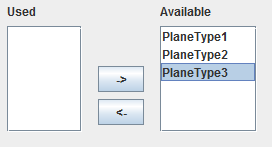 Used
Available
PlaneType1
PlaneType2
PlaneType3
->
<-